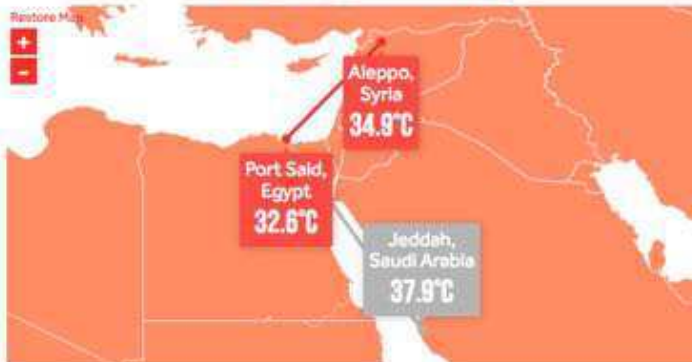 Restore Map
+
-
Aleppo,
Syria
34.9°C
Port Said,
Egypt
32.6°C
Jeddah,
Saudi Arabia
37.9°C